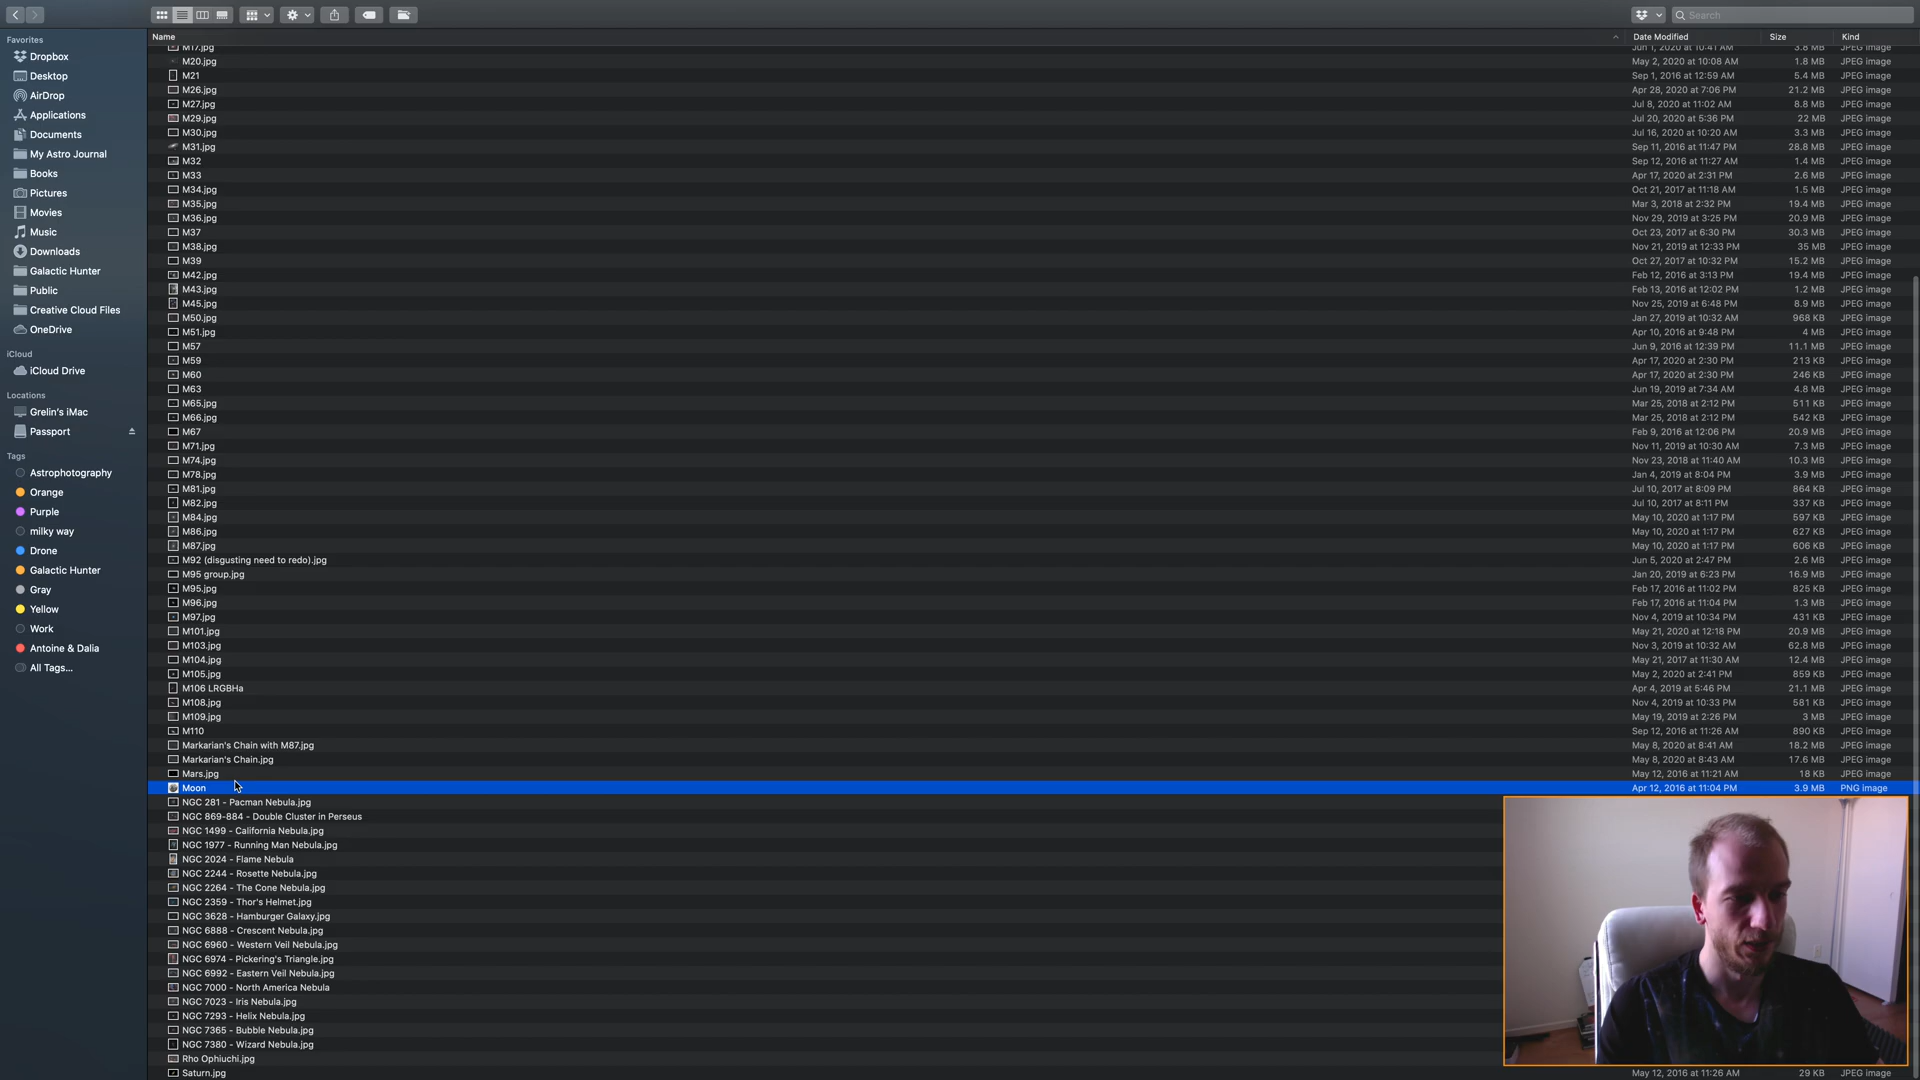 Search
Favorites
Dropbox
Desktop
AirDrop
Applications
Documents
My Astro Journal
Books
Pictures
Movies
Music
Downloads
Galactic Hunter
Public
Creative Cloud Files
OneDrive
iCloud
iCloud Drive
Locations
Grelin's iMac
Passport
Tags
Astrophotography
Orange
Purple
milky way
Drone
Galactic Hunter
Gray
Yellow
Work
Antoine & Dalia
All Tags...
Name Date Modified Size Kind
M17.jpg Jun 1, 2020 at 10:41 AM 3.8 MB JPEG image
M20.jpg May 2, 2020 at 10:08 AM 1.8 MB JPEG image
M21 Sep 1, 2016 at 12:59 AM 5.4 MB JPEG image
M26.jpg Apr 28, 2020 at 7:06 PM 21.2 MB JPEG image
M27.jpg Jul 8, 2020 at 11:02 AM 8.8 MB JPEG image
M29.jpg Jul 20, 2020 at 5:36 PM 22 MB JPEG image
M30.jpg Jul 16, 2020 at 10:20 AM 3.3 MB JPEG image
M31.jpg Sep 11, 2016 at 11:47 PM 28.8 MB JPEG image
M32 Sep 12, 2016 at 11:27 AM 1.4 MB JPEG image
M33 Apr 17, 2020 at 2:31 PM 2.6 MB JPEG image
M34.jpg Oct 21, 2017 at 11:18 AM 1.5 MB JPEG image
M35.jpg Mar 3, 2018 at 2:32 PM 19.4 MB JPEG image
M36.jpg Nov 29, 2019 at 3:25 PM 20.9 MB JPEG image
M37 Oct 23, 2017 at 6:30 PM 30.3 MB JPEG image
M38.jpg Nov 21, 2019 at 12:33 PM 35 MB JPEG image
M39 Oct 27, 2017 at 10:32 PM 15.2 MB JPEG image
M42.jpg Feb 12, 2016 at 3:13 PM 19.4 MB JPEG image
M43.jpg Feb 13, 2016 at 12:02 PM 1.2 MB JPEG image
M45.jpg Nov 25, 2019 at 6:48 PM 8.9 MB JPEG image
M50.jpg Jan 27, 2019 at 10:32 AM 968 KB JPEG image
M51.jpg Apr 10, 2016 at 9:48 PM 4 MB JPEG image
M57 Jun 9, 2016 at 12:39 PM 11.1 MB JPEG image
M59 Apr 17, 2020 at 2:30 PM 213 KB JPEG image
M60 Apr 17, 2020 at 2:30 PM 246 KB JPEG image
M63 Jun 19, 2019 at 7:34 AM 4.8 MB JPEG image
M65.jpg Mar 25, 2018 at 2:12 PM 511 KB JPEG image
M66.jpg Mar 25, 2018 at 2:12 PM 542 KB JPEG image
M67 Feb 9, 2016 at 12:06 PM 20.9 MB JPEG image
M71.jpg Nov 11, 2019 at 10:30 AM 7.3 MB JPEG image
M74.jpg Nov 23, 2018 at 11:40 AM 10.3 MB JPEG image
M78.jpg Jan 4, 2019 at 8:04 PM 3.9 MB JPEG image
M81.jpg Jul 10, 2017 at 8:09 PM 864 KB JPEG image
M82.jpg Jul 10, 2017 at 8:11 PM 337 KB JPEG image
M84.jpg May 10, 2020 at 1:17 PM 597 KB JPEG image
M86.jpg May 10, 2020 at 1:17 PM 627 KB JPEG image
M87.jpg May 10, 2020 at 1:17 PM 606 KB JPEG image
M92 (disgusting need to redo).jpg Jun 5, 2020 at 2:47 PM 2.6 MB JPEG image
M95 group.jpg Jan 20, 2019 at 6:23 PM 16.9 MB JPEG image
M95.jpg Feb 17, 2016 at 11:02 PM 825 KB JPEG image
M96.jpg Feb 17, 2016 at 11:04 PM 1.3 MB JPEG image
M97.jpg Nov 4, 2019 at 10:34 PM 431 KB JPEG image
M101.jpg May 21, 2020 at 12:18 PM 20.9 MB JPEG image
M103.jpg Nov 3, 2019 at 10:32 AM 62.8 MB JPEG image
M104.jpg May 21, 2017 at 11:30 AM 12.4 MB JPEG image
M105.jpg May 2, 2020 at 2:41 PM 859 KB JPEG image
M106 LRGBHa Apr 4, 2019 at 5:46 PM 21.1 MB JPEG image
M108.jpg Nov 4, 2019 at 10:33 PM 581 KB JPEG image
M109.jpg May 19, 2019 at 2:26 PM 3 MB JPEG image
M110 Sep 12, 2016 at 11:26 AM 890 KB JPEG image
Markarian's Chain with M87.jpg May 8, 2020 at 8:41 AM 18.2 MB JPEG image
Markarian's Chain.jpg May 8, 2020 at 8:43 AM 17.6 MB JPEG image
Mars.jpg May 12, 2016 at 11:21 AM 18 KB JPEG image
Moon Apr 12, 2016 at 11:04 PM 3.9 MB PNG image
NGC 281 - Pacman Nebula.jpg
NGC 869-884 - Double Cluster in Perseus
NGC 1499 - California Nebula.jpg
NGC 1977 - Running Man Nebula.jpg
NGC 2024 - Flame Nebula
NGC 2244 - Rosette Nebula.jpg
NGC 2264 - The Cone Nebula.jpg
NGC 2359 - Thor's Helmet.jpg
NGC 3628 - Hamburger Galaxy.jpg
NGC 6888 - Crescent Nebula.jpg
NGC 6960 - Western Veil Nebula.jpg
NGC 6974 - Pickering's Triangle.jpg
NGC 6992 - Eastern Veil Nebula.jpg
NGC 7000 - North America Nebula
NGC 7023 - Iris Nebula.jpg
NGC 7293 - Helix Nebula.jpg
NGC 7365 - Bubble Nebula.jpg
NGC 7380 - Wizard Nebula.jpg
Rho Ophiuchi.jpg
Saturn.jpg May 12, 2016 at 11:26 AM 29 KB JPEG image